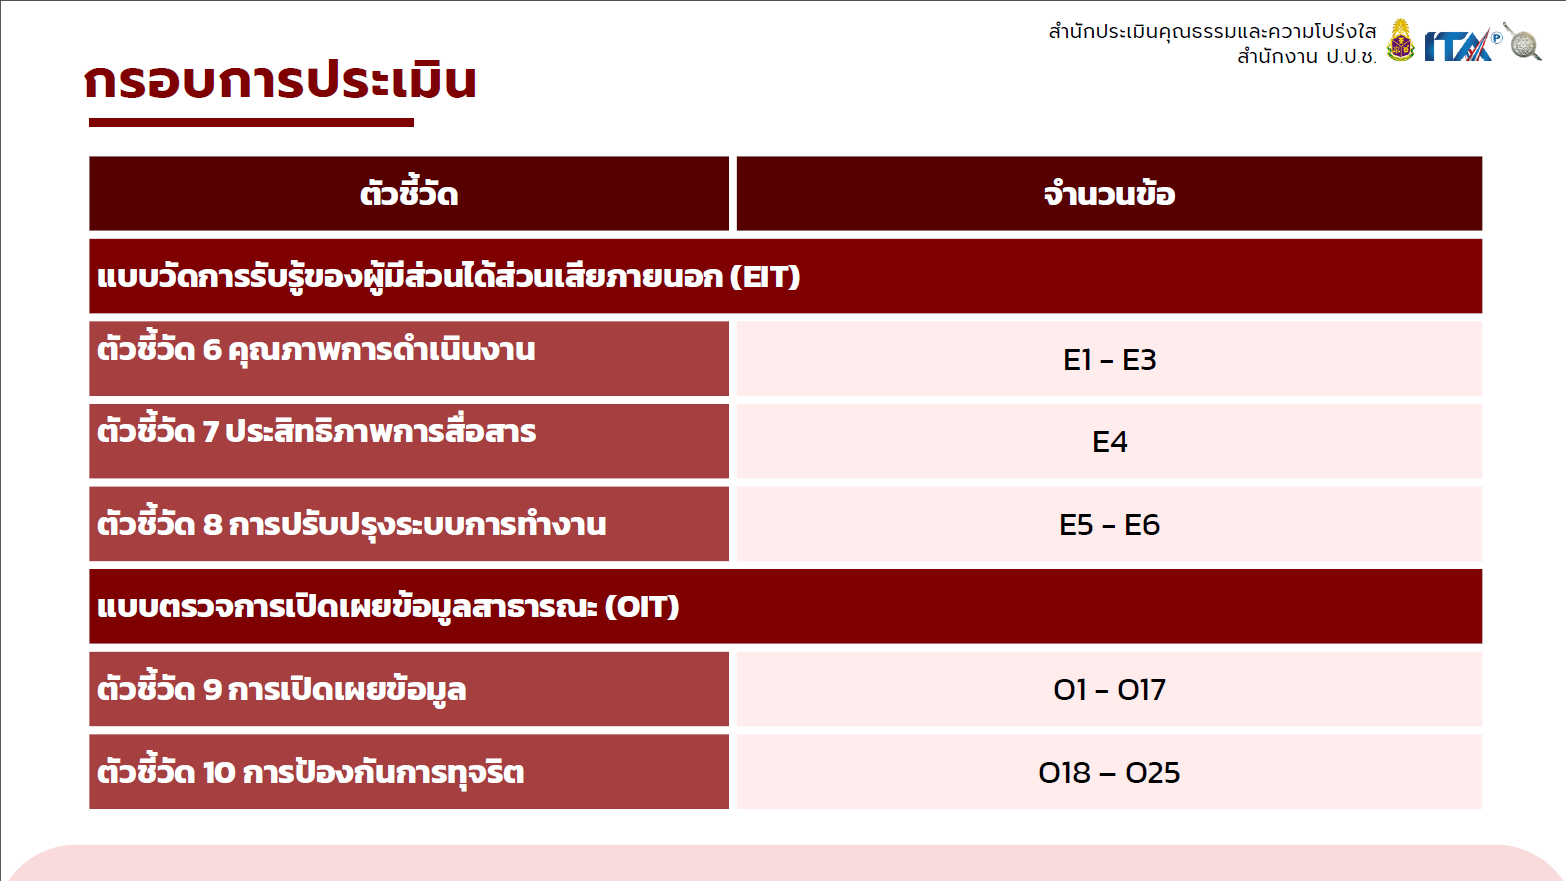 สำนักประเมินคุณธรรมและความโปร่งใส
สำนักงาน ป.ป.ช.
ITA
P
กรอบการประเมิน
ตัวชี้วัด จำนวนข้อ
แบบวัดการรับรู้ของผู้มีส่วนได้ส่วนเสียภายนอก (EIT)
ตัวชี้วัด 6 คุณภาพการดำเนินงาน E1 - E3
ตัวชี้วัด 7 ประสิทธิภาพการสื่อสาร E4
ตัวชี้วัด 8 การปรับปรุงระบบการทำงาน E5 - E6
แบบตรวจการเปิดเผยข้อมูลสาธารณะ (OIT)
ตัวชี้วัด 9 การเปิดเผยข้อมูล O1 - O17
ตัวชี้วัด 10 การป้องกันการทุจริต O18 – O25